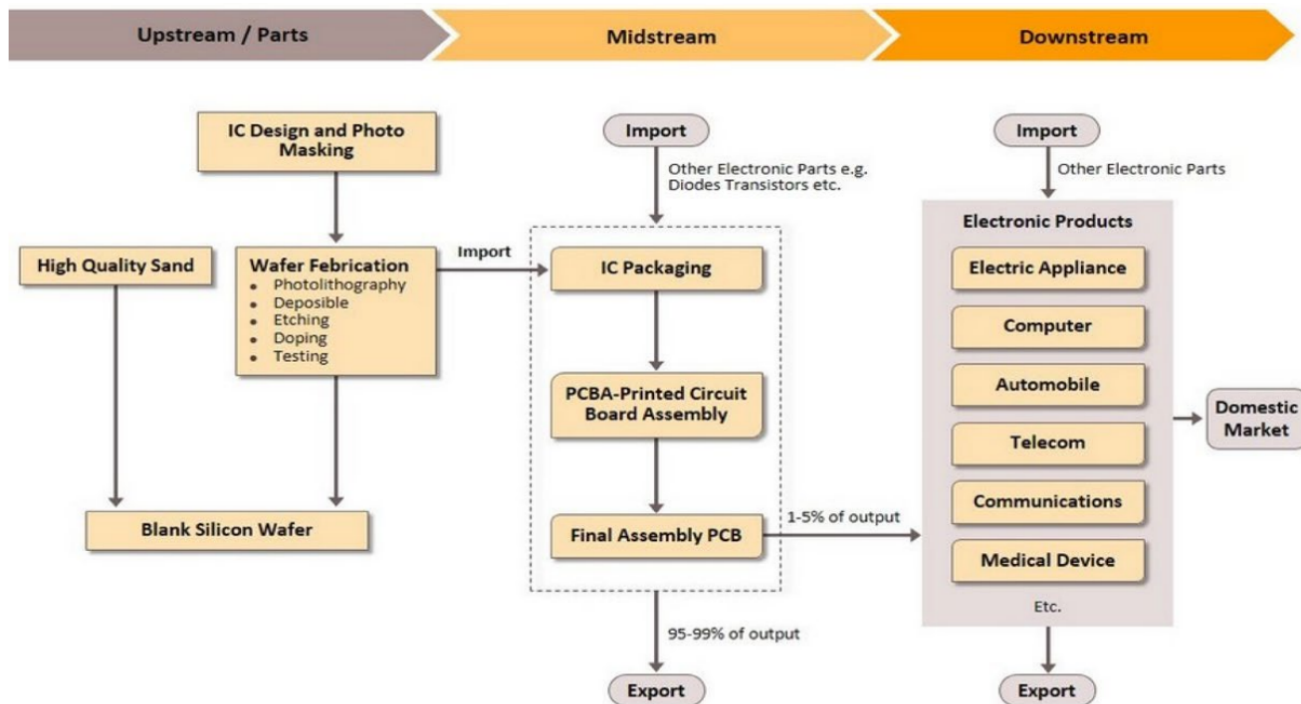 Upstream / Parts
Midstream
Downstream
IC Design and Photo
Masking
High Quality Sand
Wafer Febrication
• Photolithography
• Deposible
• Etching
• Doping
• Testing
Blank Silicon Wafer
Import
Import
Other Electronic Parts e.g.
Diodes Transistors etc.
IC Packaging
PCBA-Printed Circuit
Board Assembly
Final Assembly PCB
1-5% of output
95-99% of output
Export
Import
Other Electronic Parts
Electronic Products
Electric Appliance
Computer
Automobile
Telecom
Communications
Medical Device
Etc.
Domestic
Market
Export